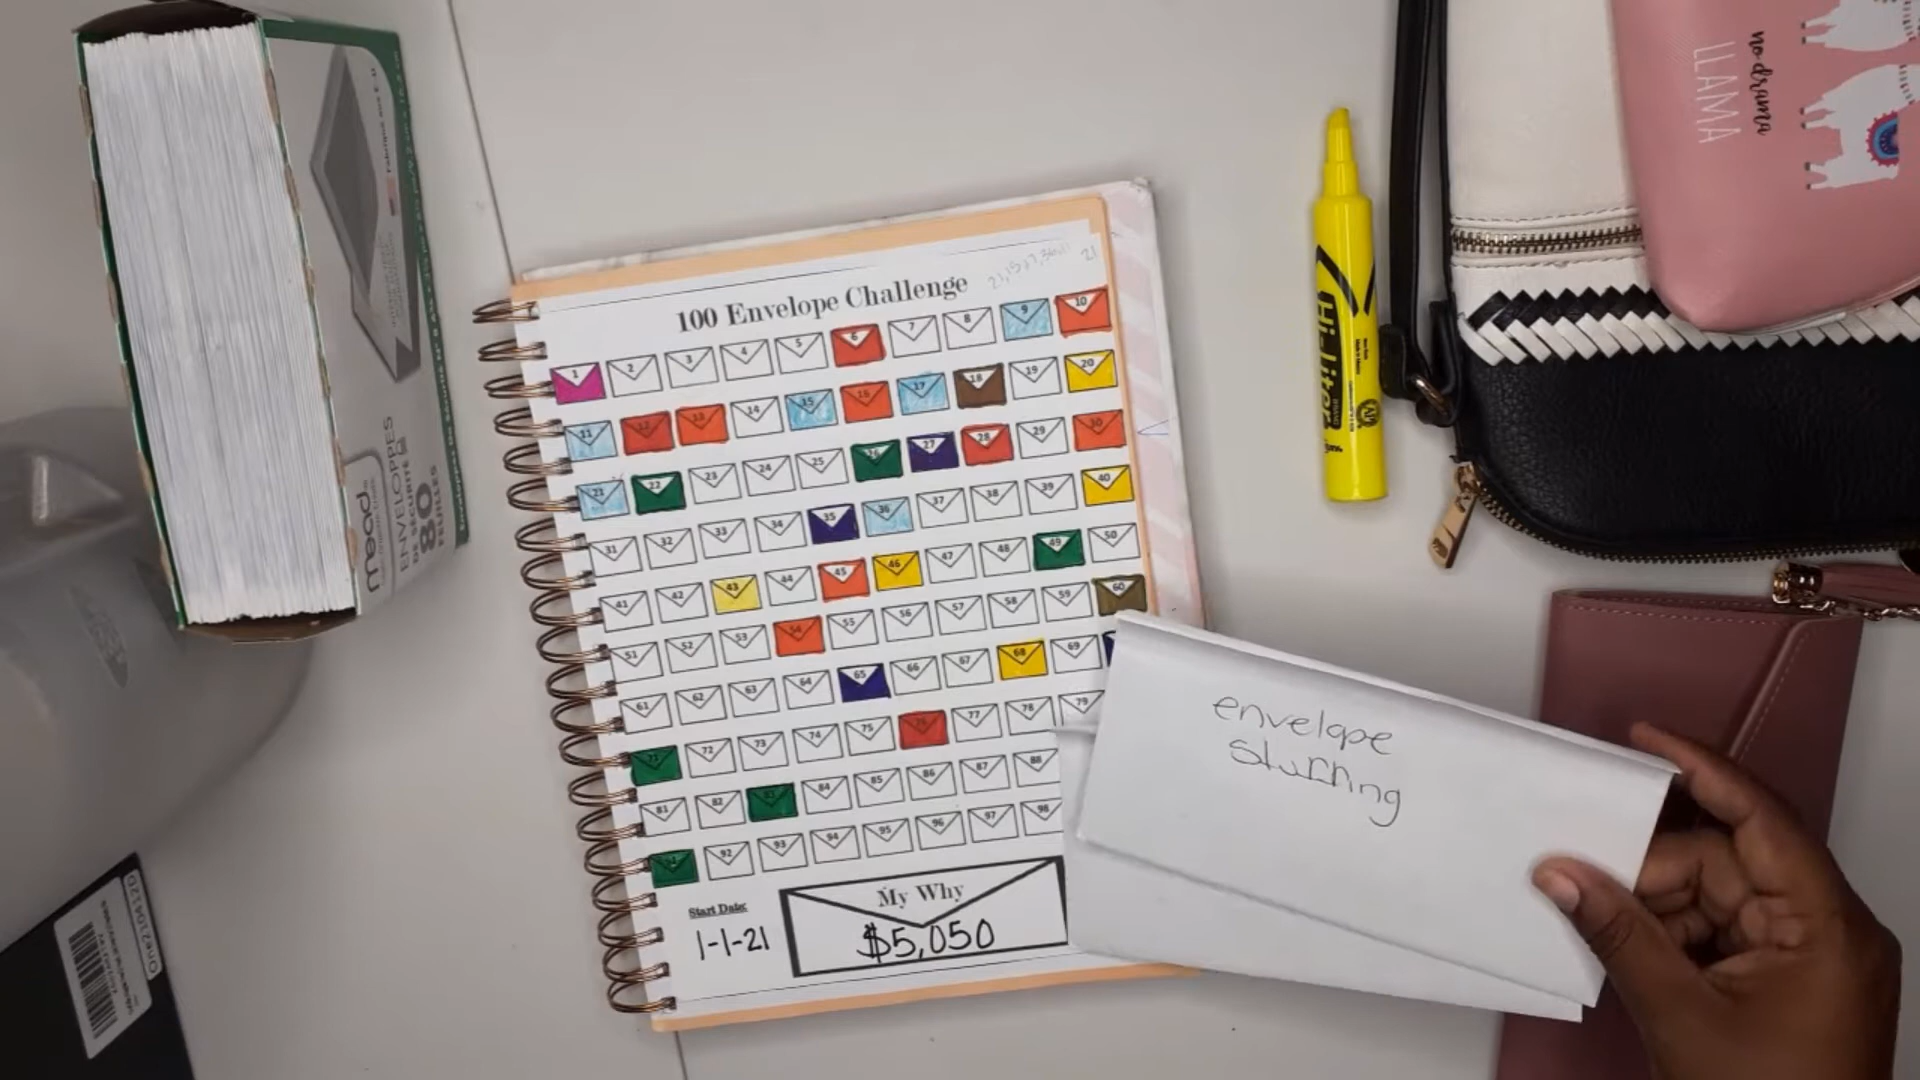 100 Envelope Challenge
21
1 2 3 4 5 6 7 8 9 10
11 12 13 14 15 16 17 18 19 20
21 22 23 24 25 26 27 28 29 30
31 32 33 34 35 36 37 38 39 40
41 42 43 44 45 46 47 48 49 50
51 52 53 54 55 56 57 58 59 60
61 62 63 64 65 66 67 68 69
71 72 73 74 75 76 77 78 79
81 82 83 84 85 86 87 88
91 92 93 94 95 96 97 98
Start Date:
1-1-21
My Why
$5,050
envelope
stuffing
Hi-Liter
no drama
LLAMA
mead
ENVELOPPES
DE SÉCURITÉ
80
One2104112D